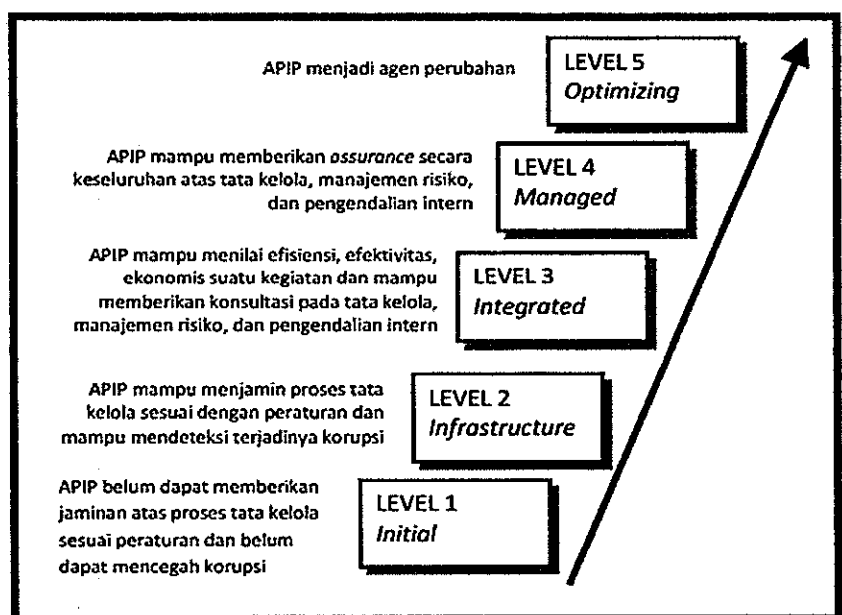 APIP menjadi agen perubahan
LEVEL 5
Optimizing
APIP mampu memberikan assurance secara
keseluruhan atas tata kelola, manajemen risiko,
dan pengendalian intern
LEVEL 4
Managed
APIP mampu menilai efisiensi, efektivitas,
ekonomis suatu kegiatan dan mampu
memberikan konsultasi pada tata kelola,
manajemen risiko, dan pengendalian intern
LEVEL 3
Integrated
APIP mampu menjamin proses tata
kelola sesuai dengan peraturan dan
mampu mendeteksi terjadinya korupsi
LEVEL 2
Infrastructure
APIP belum dapat memberikan
jaminan atas proses tata kelola
sesuai peraturan dan belum
dapat mencegah korupsi
LEVEL 1
Initial